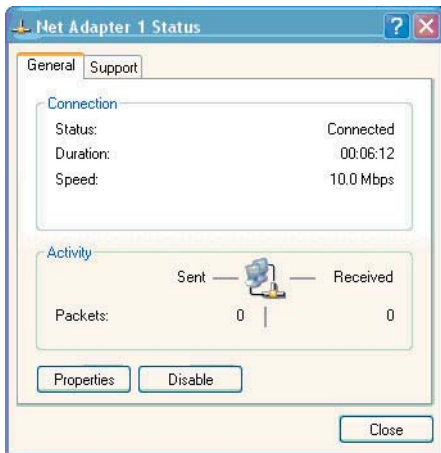 Net Adapter 1 Status
General Support
Connection
Status: Connected
Duration: 00:06:12
Speed: 10.0 Mbps
Activity
Sent — Received
Packets: 0 | 0
Properties Disable
Close